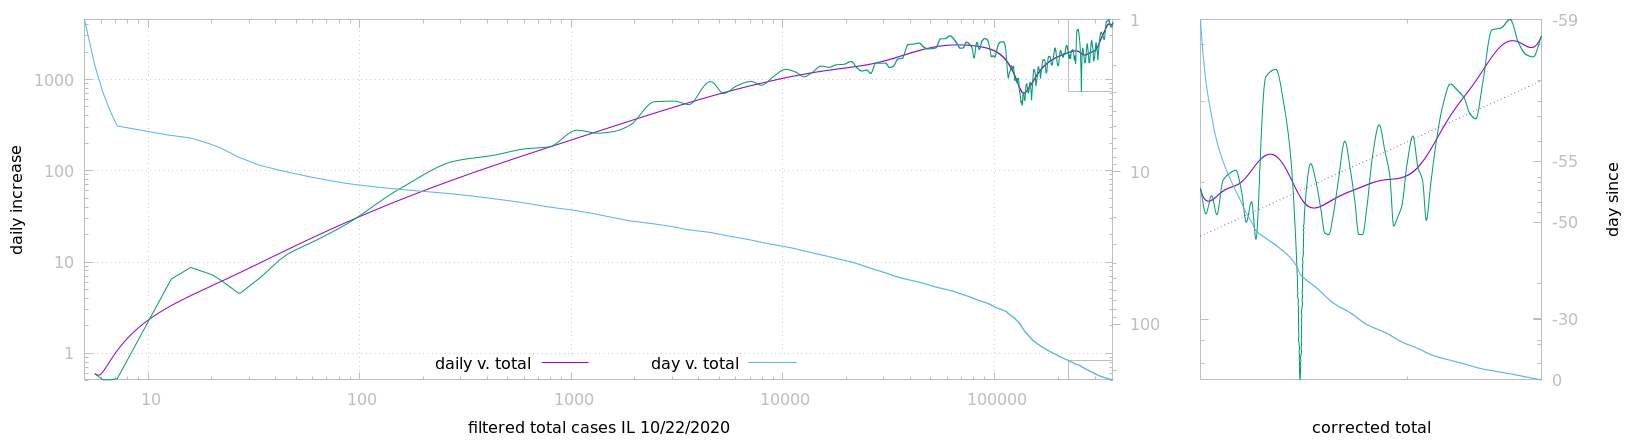 daily increase
1000
100
10
1
10
100
1000
10000
100000
1
10
100
daily v. total
day v. total
filtered total cases IL 10/22/2020
-59
-55
-50
-30
0
day since
corrected total